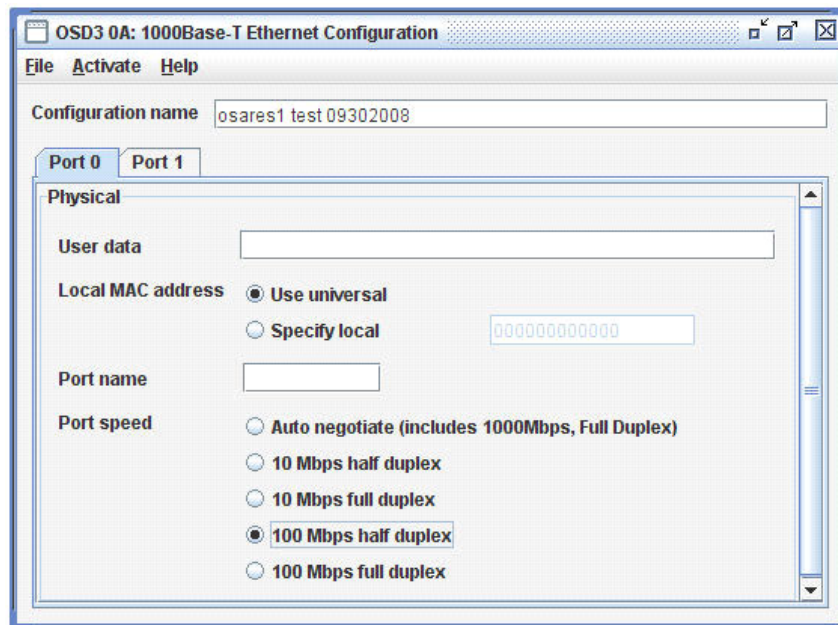 OSD3 0A: 1000Base-T Ethernet Configuration
File Activate Help
Configuration name osares1 test 09302008
Port 0 Port 1
Physical
User data
Local MAC address Use universal
Specify local 000000000000
Port name
Port speed Auto negotiate (includes 1000Mbps, Full Duplex)
10 Mbps half duplex
10 Mbps full duplex
100 Mbps half duplex
100 Mbps full duplex